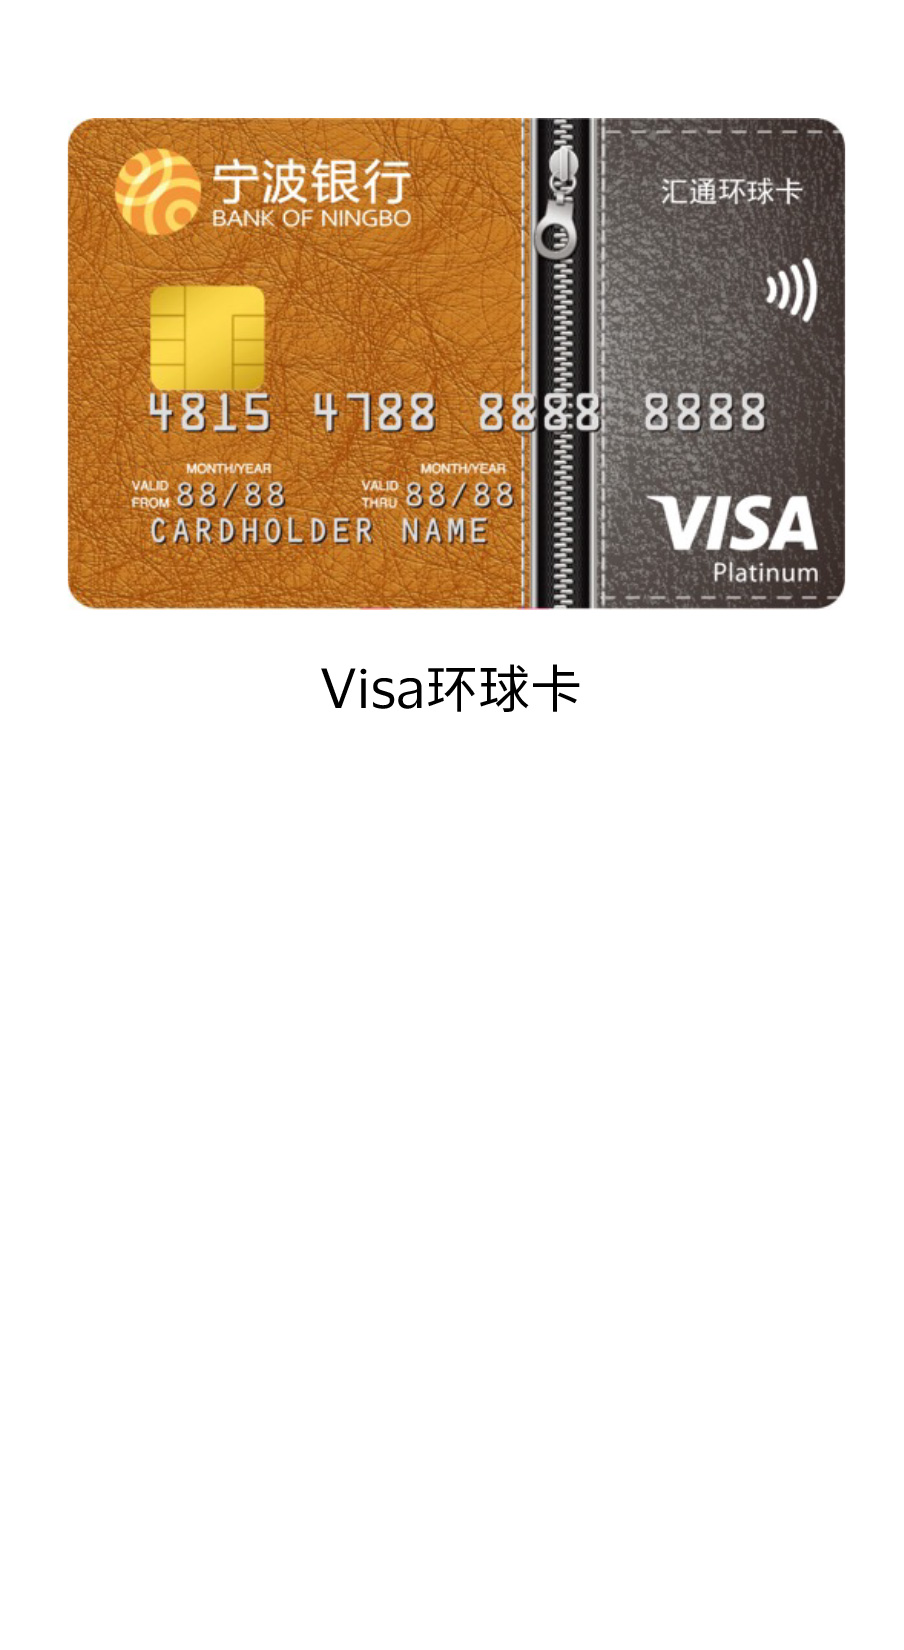 宁波银行
BANK OF NINGBO
汇通环球卡
4815 4788 8888 8888
MONTH/YEAR MONTH/YEAR
VALID FROM 88/88 VALID THRU 88/88
CARDHOLDER NAME
VISA
Platinum
Visa环球卡